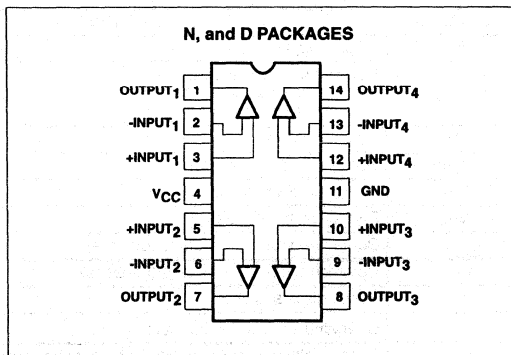 N, and D PACKAGES
OUTPUT1 1 14 OUTPUT4
-INPUT1 2 13 -INPUT4
+INPUT1 3 12 +INPUT4
VCC 4 11 GND
+INPUT2 5 10 +INPUT3
-INPUT2 6 9 -INPUT3
OUTPUT2 7 8 OUTPUT3